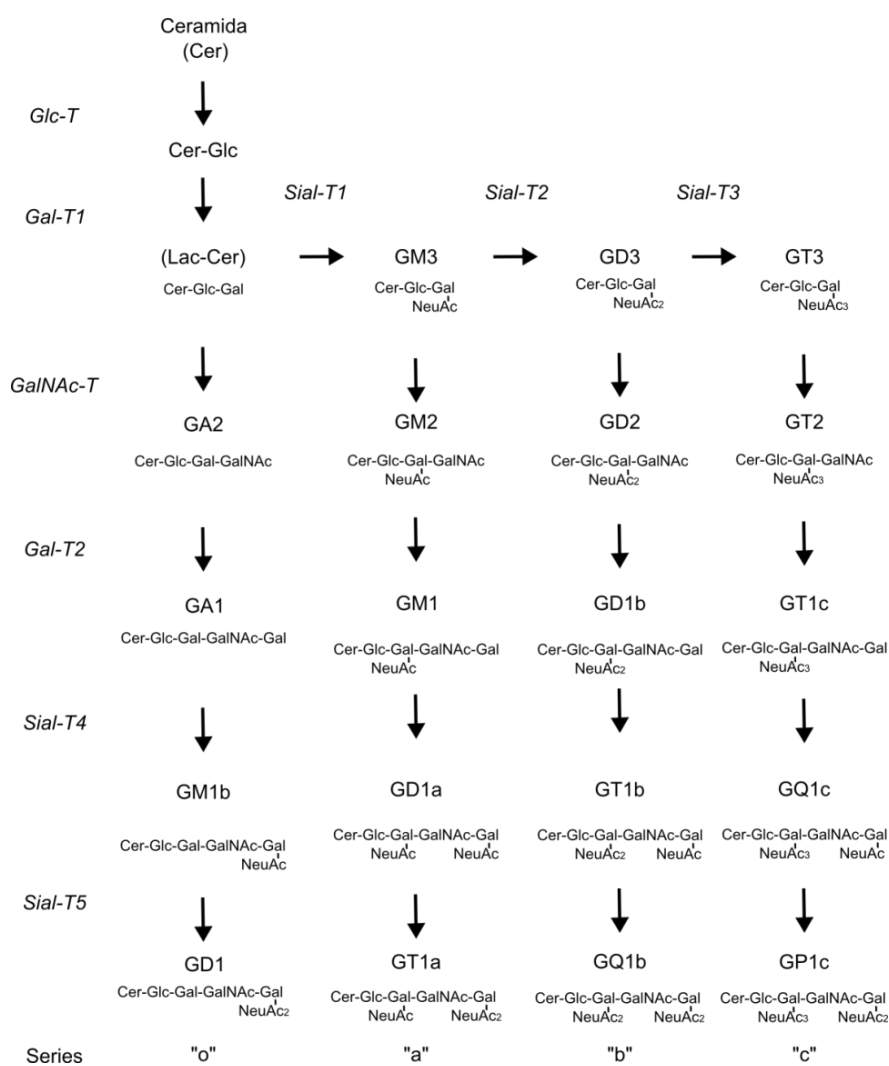 Ceramida
(Cer)
Glc-T
Cer-Glc
Sial-T1 Sial-T2 Sial-T3
Gal-T1
(Lac-Cer) GM3 GD3 GT3
Cer-Glc-Gal Cer-Glc-Gal Cer-Glc-Gal Cer-Glc-Gal
NeuAc NeuAc2 NeuAc3
GalNAc-T
GA2 GM2 GD2 GT2
Cer-Glc-Gal-GalNAc Cer-Glc-Gal-GalNAc Cer-Glc-Gal-GalNAc Cer-Glc-Gal-GalNAc
NeuAc NeuAc2 NeuAc3
Gal-T2
GA1 GM1 GD1b GT1c
Cer-Glc-Gal-GalNAc-Gal Cer-Glc-Gal-GalNAc-Gal Cer-Glc-Gal-GalNAc-Gal Cer-Glc-Gal-GalNAc-Gal
NeuAc NeuAc2 NeuAc3
Sial-T4
GM1b GD1a GT1b GQ1c
Cer-Glc-Gal-GalNAc-Gal Cer-Glc-Gal-GalNAc-Gal Cer-Glc-Gal-GalNAc-Gal Cer-Glc-Gal-GalNAc-Gal
NeuAc NeuAc NeuAc NeuAc2 NeuAc NeuAc3 NeuAc
Sial-T5
GD1 GT1a GQ1b GP1c
Cer-Glc-Gal-GalNAc-Gal Cer-Glc-Gal-GalNAc-Gal Cer-Glc-Gal-GalNAc-Gal Cer-Glc-Gal-GalNAc-Gal
NeuAc2 NeuAc NeuAc2 NeuAc2 NeuAc2 NeuAc3 NeuAc2
Series "o" "a" "b" "c"